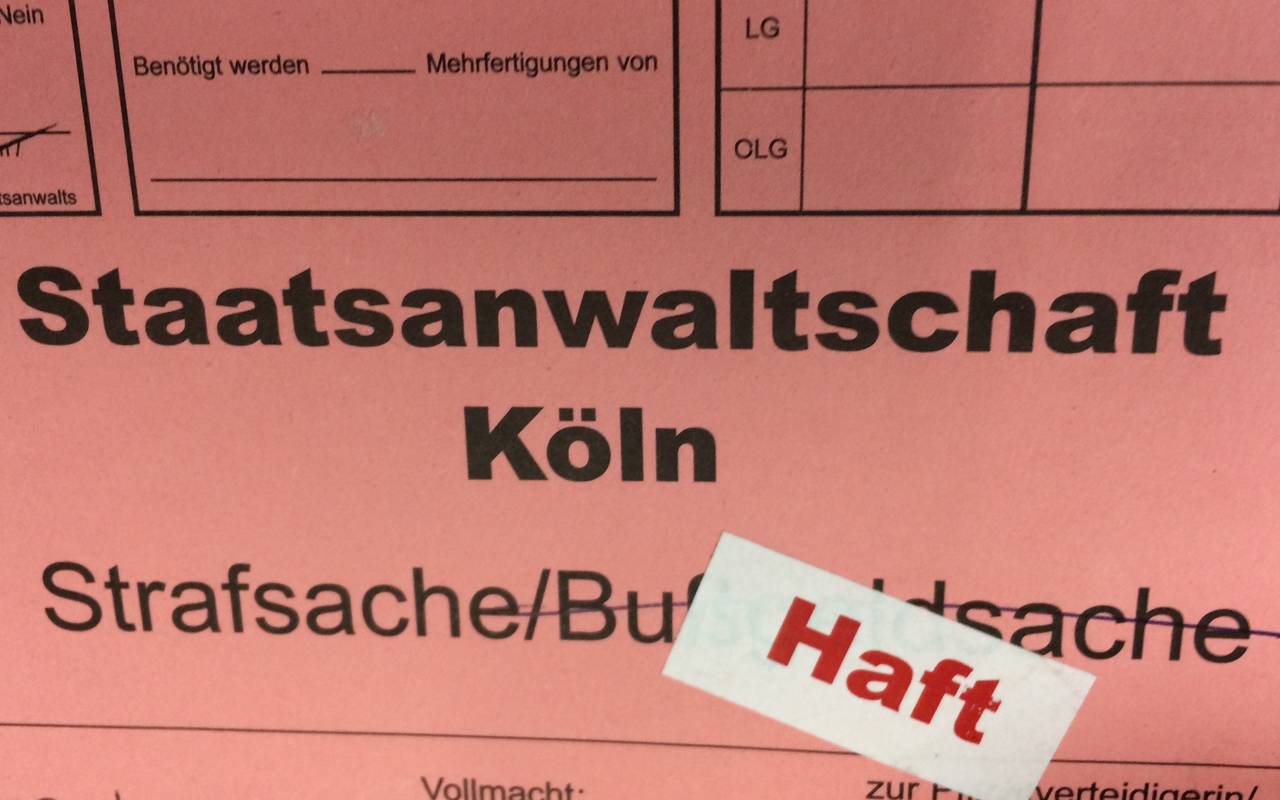 Nein
Benötigt werden Mehrfertigungen von
LG
OLG
tsanwalts
Staatsanwaltschaft
Köln
Strafsache/Bu dsache
Haft
Vollmacht:
zur verteidigerin/